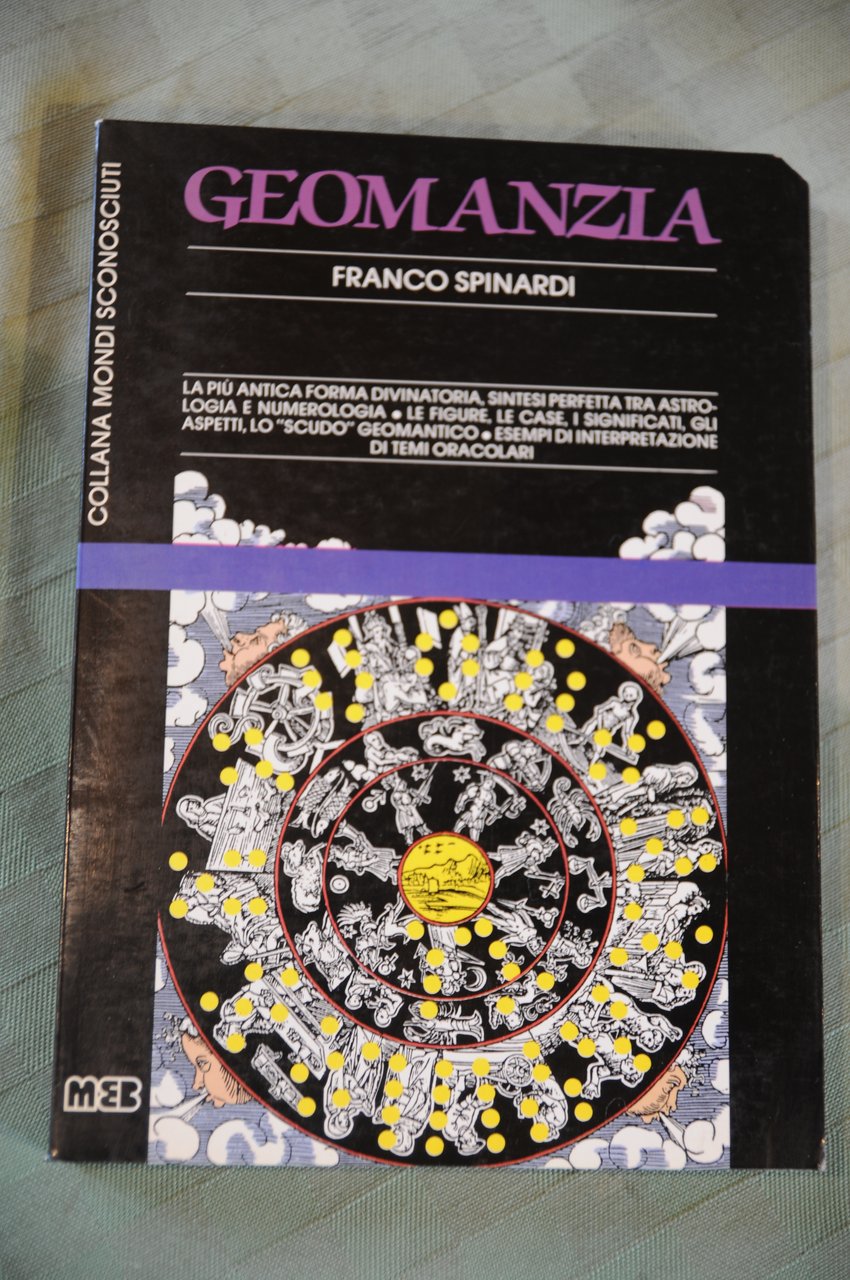 GEOMANZIA
FRANCO SPINARDI
LA PIÙ ANTICA FORMA DIVINATORIA, SINTESI PERFETTA TRA ASTRO-
LOGIA E NUMEROLOGIA • LE FIGURE, LE CASE, I SIGNIFICATI, GLI
ASPETTI, LO "SCUDO" GEOMANTICO • ESEMPI DI INTERPRETAZIONE
DI TEMI ORACOLARI
COLLANA MONDI SCONOSCIUTI
MEB